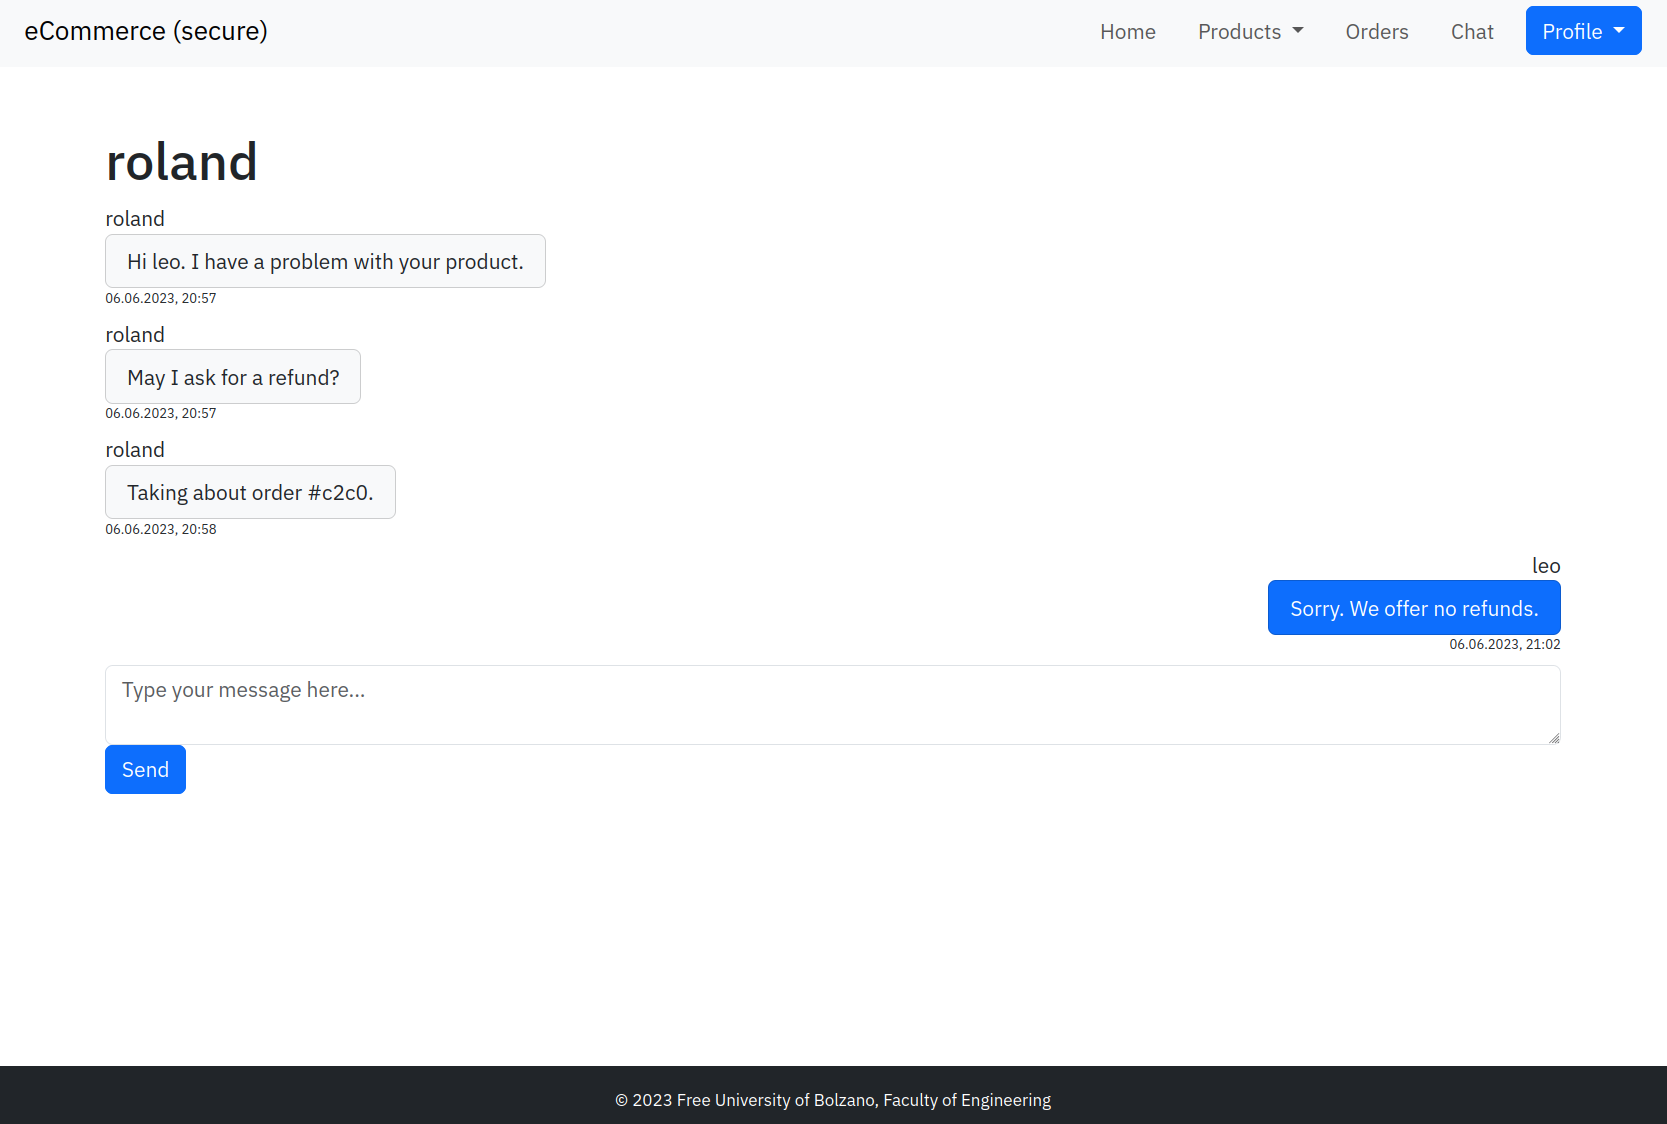 eCommerce (secure)
Home Products Orders Chat Profile
roland
roland
Hi leo. I have a problem with your product.
06.06.2023, 20:57
roland
May I ask for a refund?
06.06.2023, 20:57
roland
Taking about order #c2c0.
06.06.2023, 20:58
leo
Sorry. We offer no refunds.
06.06.2023, 21:02
Type your message here...
Send
© 2023 Free University of Bolzano, Faculty of Engineering